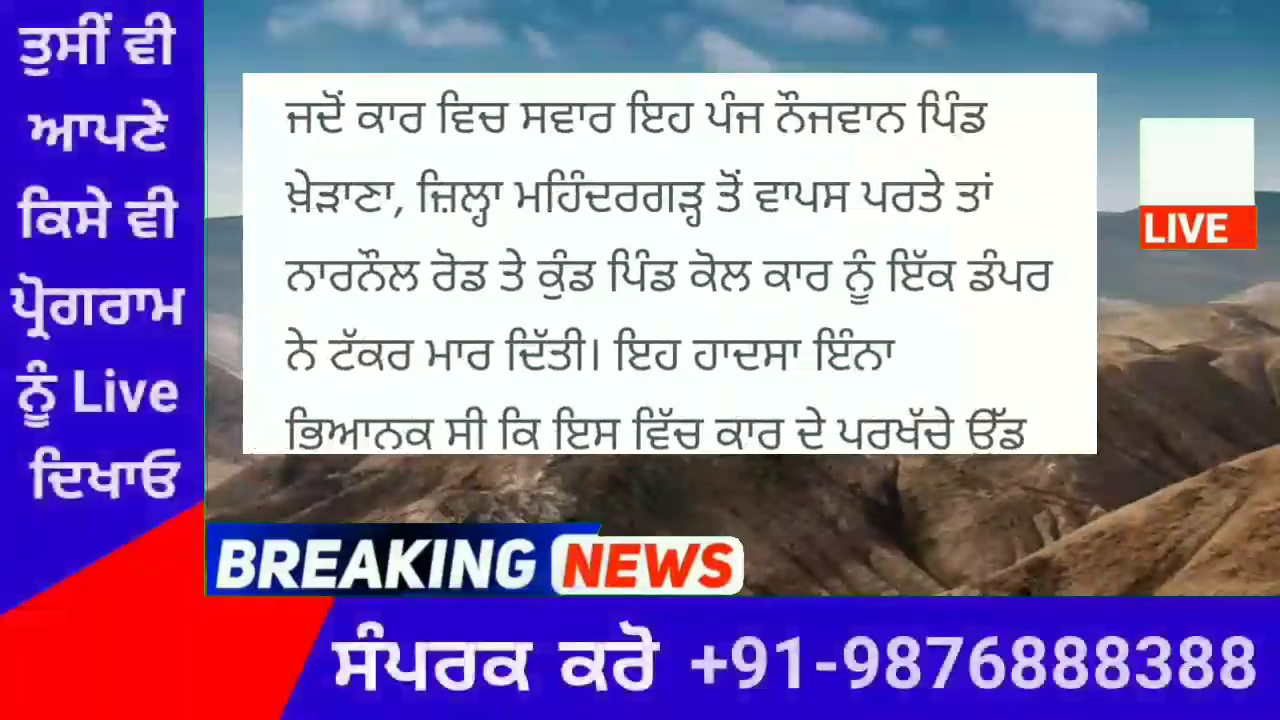 ਤੁਸੀਂ ਵੀ
ਆਪਣੇ
ਕਿਸੇ ਵੀ
ਪ੍ਰੋਗਰਾਮ
ਨੂੰ Live
ਦਿਖਾਓ
ਜਦੋਂ ਕਾਰ ਵਿਚ ਸਵਾਰ ਇਹ ਪੰਜ ਨੌਜਵਾਨ ਪਿੰਡ
ਖ਼ੇੜਾਣਾ, ਜ਼ਿਲ੍ਹਾ ਮਹਿੰਦਰਗੜ੍ਹ ਤੋਂ ਵਾਪਸ ਪਰਤੇ ਤਾਂ
ਨਾਰਨੌਲ ਰੋਡ ਤੇ ਕੁੰਡ ਪਿੰਡ ਕੋਲ ਕਾਰ ਨੂੰ ਇੱਕ ਡੰਪਰ
ਨੇ ਟੱਕਰ ਮਾਰ ਦਿੱਤੀ। ਇਹ ਹਾਦਸਾ ਇੰਨਾ
ਭਿਆਨਕ ਸੀ ਕਿ ਇਸ ਵਿੱਚ ਕਾਰ ਦੇ ਪਰਖੱਚੇ ਉੱਡ
LIVE
BREAKING NEWS
ਸੰਪਰਕ ਕਰੋ +91-9876888388